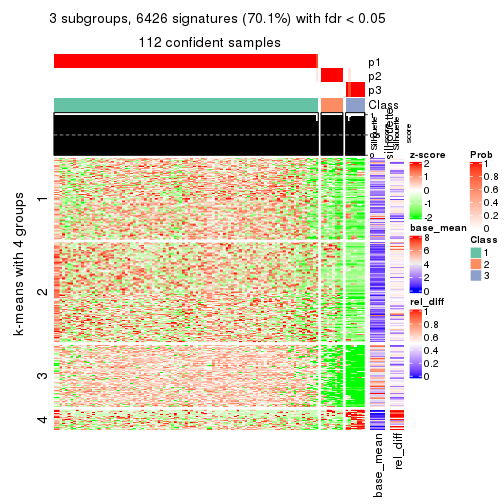 3 subgroups, 6426 signatures (70.1%) with fdr < 0.05
112 confident samples
p1
p2
p3
Class
1
0
Silhouette
score
silhouette
k-means with 4 groups
1
2
3
4
base_mean
rel_diff
z-score
2
1
0
-1
-2
base_mean
8
6
4
2
0
rel_diff
1
0.8
0.6
0.4
0.2
0
Prob
1
0.8
0.6
0.4
0.2
0
Class
1
2
3